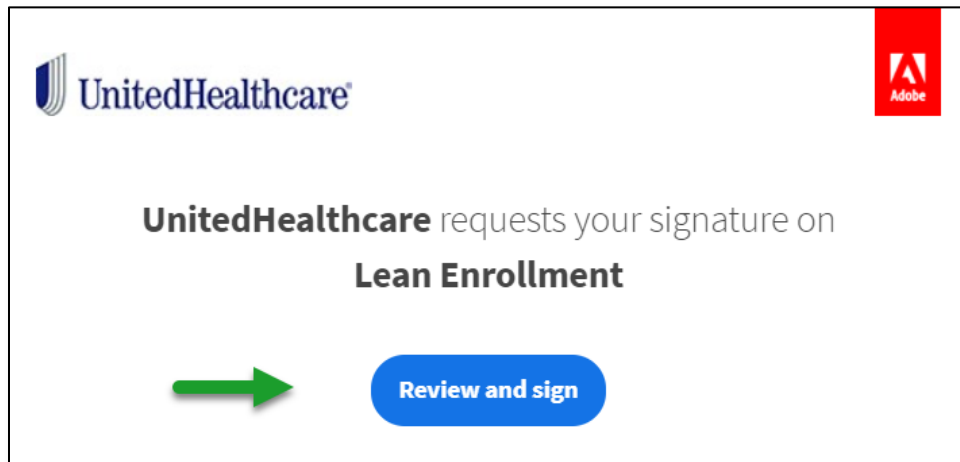 UnitedHealthcare®
Adobe
UnitedHealthcare requests your signature on
Lean Enrollment
Review and sign